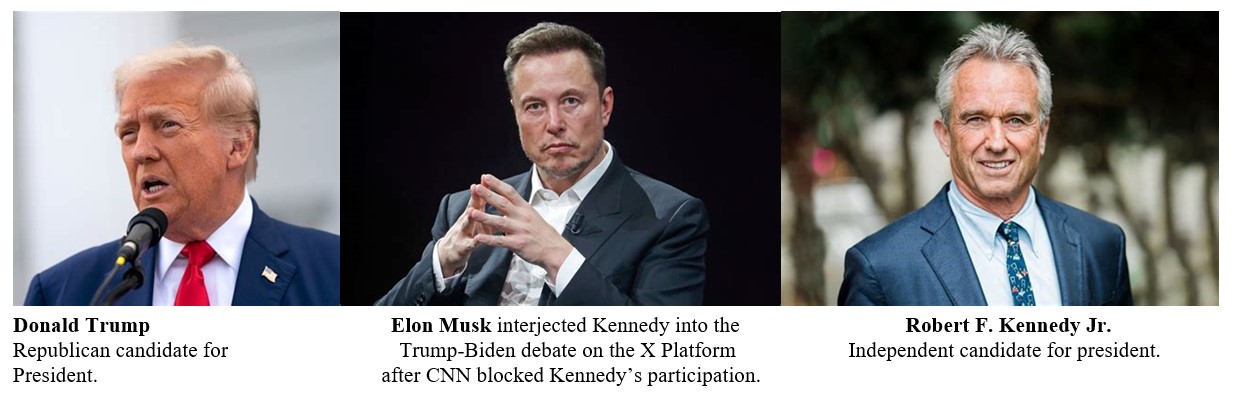 Donald Trump
Republican candidate for
President.
Elon Musk interjected Kennedy into the
Trump-Biden debate on the X Platform
after CNN blocked Kennedy’s participation.
Robert F. Kennedy Jr.
Independent candidate for president.